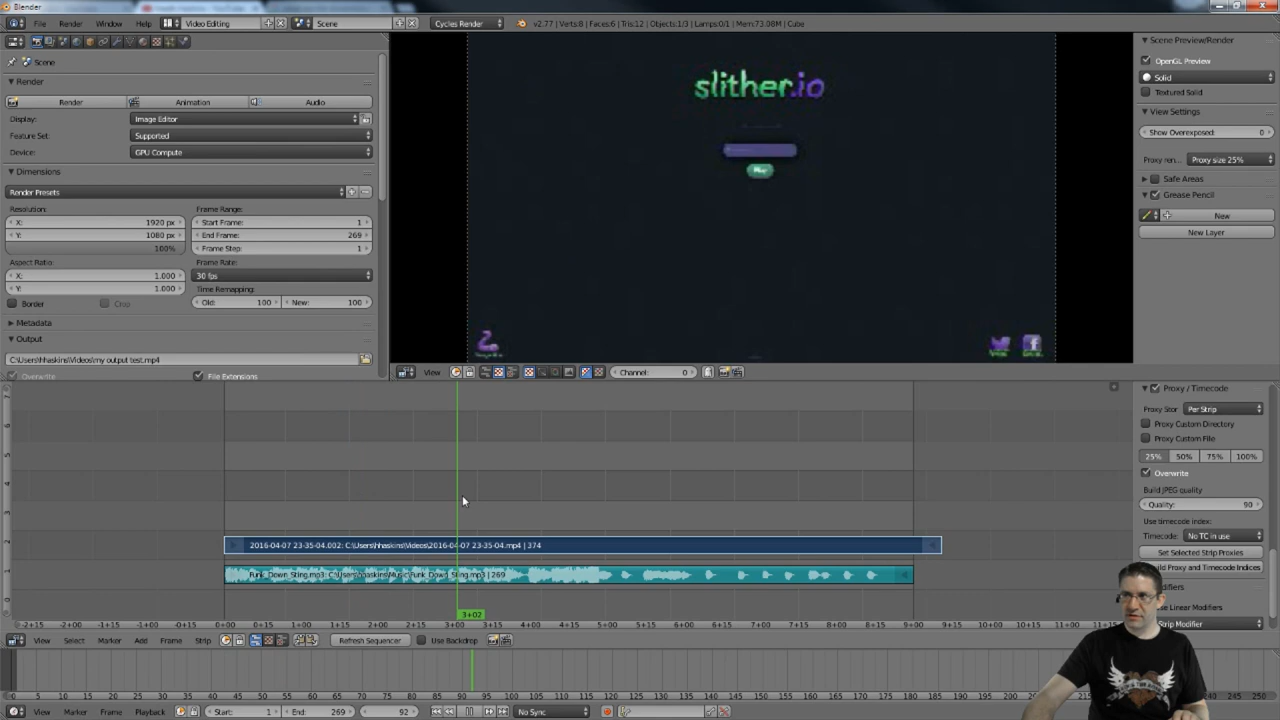 Blender
File Render Window Help Video Editing Scene Cycles Render v2.77 | Verts:8 | Faces:6 | Tris:12 | Objects:1/3 | Lamps:0/1 | Mem:73.08M | Cube
Scene
Render
Render Animation Audio
Display: Image Editor
Feature Set: Supported
Device: GPU Compute
Dimensions
Render Presets
Resolution: Frame Range:
X: 1920 px Start Frame: 1
Y: 1080 px End Frame: 269
100% Frame Step: 1
Aspect Ratio: Frame Rate:
X: 1.000 30 fps
Y: 1.000 Time Remapping:
Border Crop Old: 100 New: 100
Metadata
Output
C:\Users\hhaskins\Videos\my output test.mp4
Overwrite File Extensions
slither.io
Play
View Channel: 0
Scene Preview/Render
OpenGL Preview
Solid
Textured Solid
View Settings
Show Overexposed: 0
Proxy ren... Proxy size 25%
Safe Areas
Grease Pencil
New
New Layer
7
5
4
3
2
1
0
2016-04-07 23-35-04.002: C:\Users\hhaskins\Videos\2016-04-07 23-35-04.mp4 | 374
Funk_Down_Sting.mp3: C:\Users\hhaskins\Music\Funk_Down_Sting.mp3 | 269
3+02
-2+15 -2+00 -1+15 -1+00 0+15 0+00 0+15 1+00 1+15 2+00 2+15 3+00 3+15 4+00 4+15 5+00 5+15 6+00 6+15 7+00 7+15 8+00 8+15 9+00 9+15 10+00 10+15 11+00 11+15
View Select Marker Add Frame Strip Refresh Sequencer Use Backdrop
Proxy / Timecode
Proxy Stor Per Strip
Proxy Custom Directory
Proxy Custom File
25% 50% 75% 100%
Overwrite
Build JPEG quality
Quality: 90
Use timecode index:
Timecode: No TC in use
Set Selected Strip Proxies
uild Proxy and Timecode Indices
difiers
se Linear Modifiers
trip Modifier
0 5 10 15 20 25 30 35 40 45 50 55 60 65 70 75 80 85 90 95 100 105 110 115 120 125 130 135 140 145 150 155 160 165 170 175 180 185 190 195 200 205 210 215 220 225 230 235 240 245 250
View Marker Frame Playback Start: 1 End: 269 92 No Sync